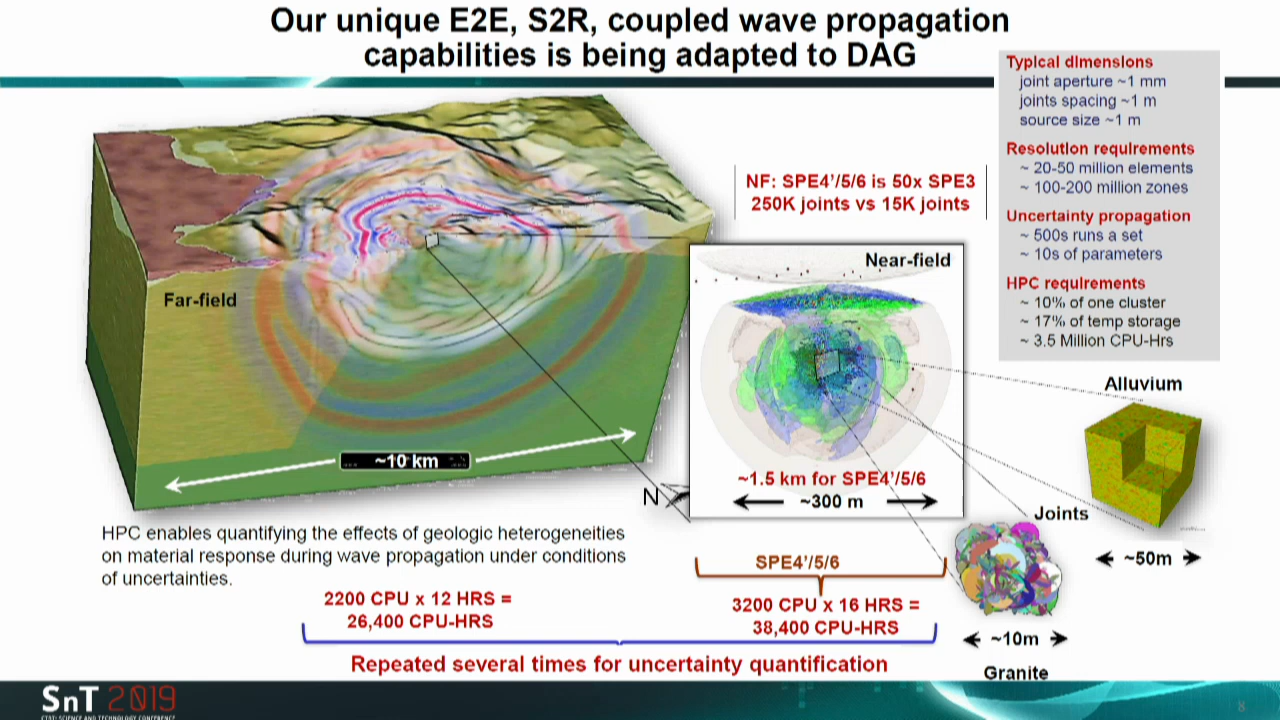 Our unique E2E, S2R, coupled wave propagation
capabilities is being adapted to DAG
Typical dimensions
joint aperture ~1 mm
joints spacing ~1 m
source size ~1 m
Resolution requirements
~ 20-50 million elements
~ 100-200 million zones
Uncertainty propagation
~ 500s runs a set
~ 10s of parameters
HPC requirements
~ 10% of one cluster
~ 17% of temp storage
~ 3.5 Million CPU-Hrs
NF: SPE4'/5/6 is 50x SPE3
250K joints vs 15K joints
Near-field
Far-field
~10 km
~1.5 km for SPE4'/5/6
~300 m
N
Alluvium
~50m
Joints
~10m
Granite
HPC enables quantifying the effects of geologic heterogeneities
on material response during wave propagation under conditions
of uncertainties.
SPE4'/5/6
2200 CPU x 12 HRS =
26,400 CPU-HRS
3200 CPU x 16 HRS =
38,400 CPU-HRS
Repeated several times for uncertainty quantification
SnT 2019
CTBT: SCIENCE AND TECHNOLOGY CONFERENCE
8